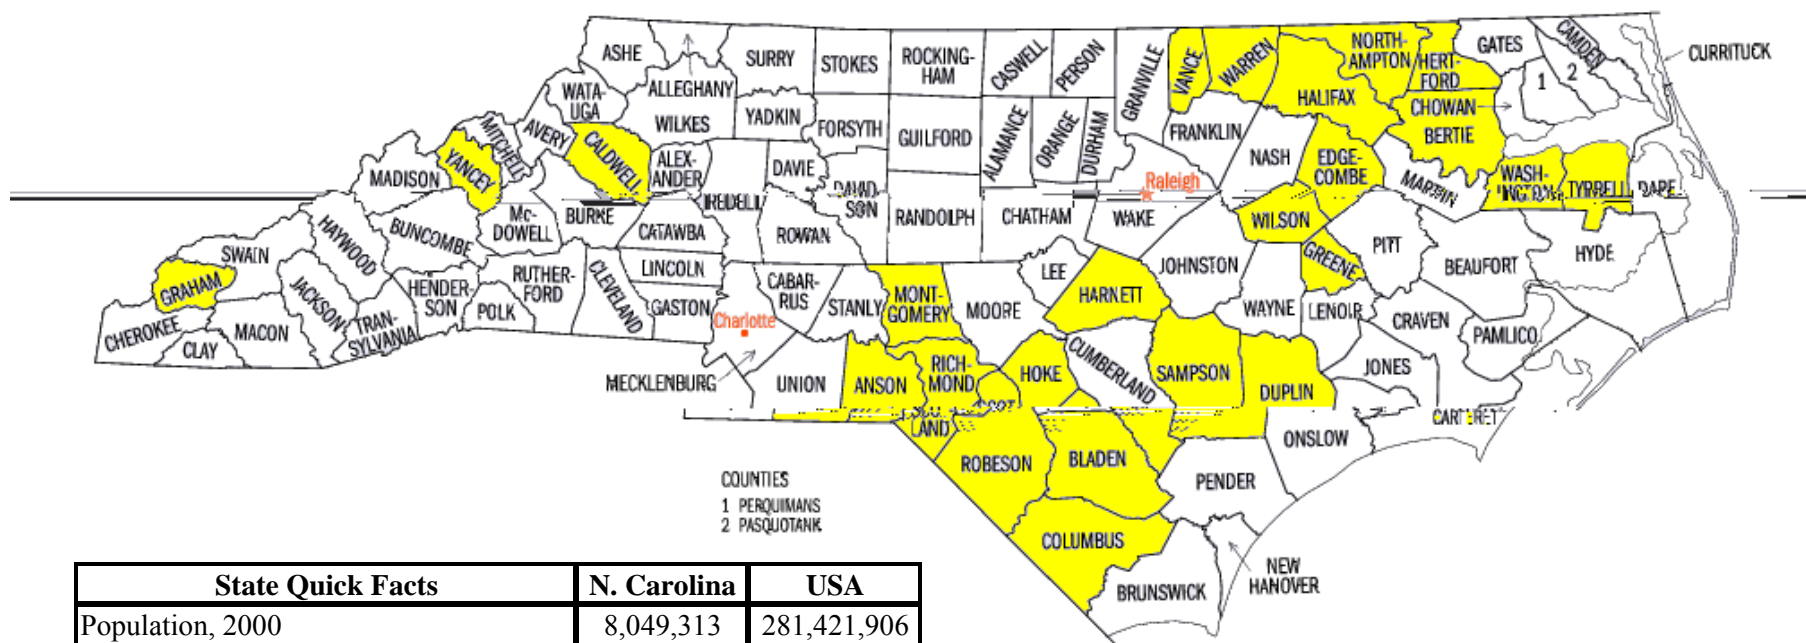 ASHE
ALLEGHANY
SURRY
STOKES
ROCKING-
HAM
CASWELL
PERSON
GRANVILLE
VANCE
WARREN
NORTH-
AMPTON
HERT-
FORD
GATES
CAMDEN
CURRITUCK
1
2
WATA-
UGA
WILKES
YADKIN
FORSYTH
GUILFORD
ALAMANCE
ORANGE
DURHAM
FRANKLIN
HALIFAX
CHOWAN
BERTIE
MITCHELL
AVERY
CALDWELL
ALEX-
ANDER
DAVIE
NASH
EDGE-
COMBE
MARTIN
WASH-
INGTON
TYRRELL
DARE
MADISON
YANCEY
BURKE
IREDELL
DAVID-
SON
RANDOLPH
CHATHAM
Raleigh
WAKE
WILSON
Mc-
DOWELL
CATAWBA
ROWAN
SWAIN
HAYWOOD
BUNCOMBE
LINCOLN
LEE
JOHNSTON
GREENE
PITT
BEAUFORT
HYDE
GRAHAM
JACKSON
HENDER-
SON
RUTHER-
FORD
CLEVELAND
GASTON
CABAR-
RUS
STANLY
MONT-
GOMERY
MOORE
HARNETT
WAYNE
LENOIR
CRAVEN
PAMLICO
CHEROKEE
CLAY
MACON
TRAN-
SYLVANIA
POLK
Charlotte
MECKLENBURG
UNION
ANSON
RICH-
MOND
HOKE
CUMBERLAND
SAMPSON
DUPLIN
JONES
SCOT
LAND
CARTERET
ROBESON
BLADEN
ONSLOW
PENDER
COLUMBUS
BRUNSWICK
NEW
HANOVER
COUNTIES
1 PERQUIMANS
2 PASQUOTANK
State Quick Facts N. Carolina USA
Population, 2000 8,049,313 281,421,906